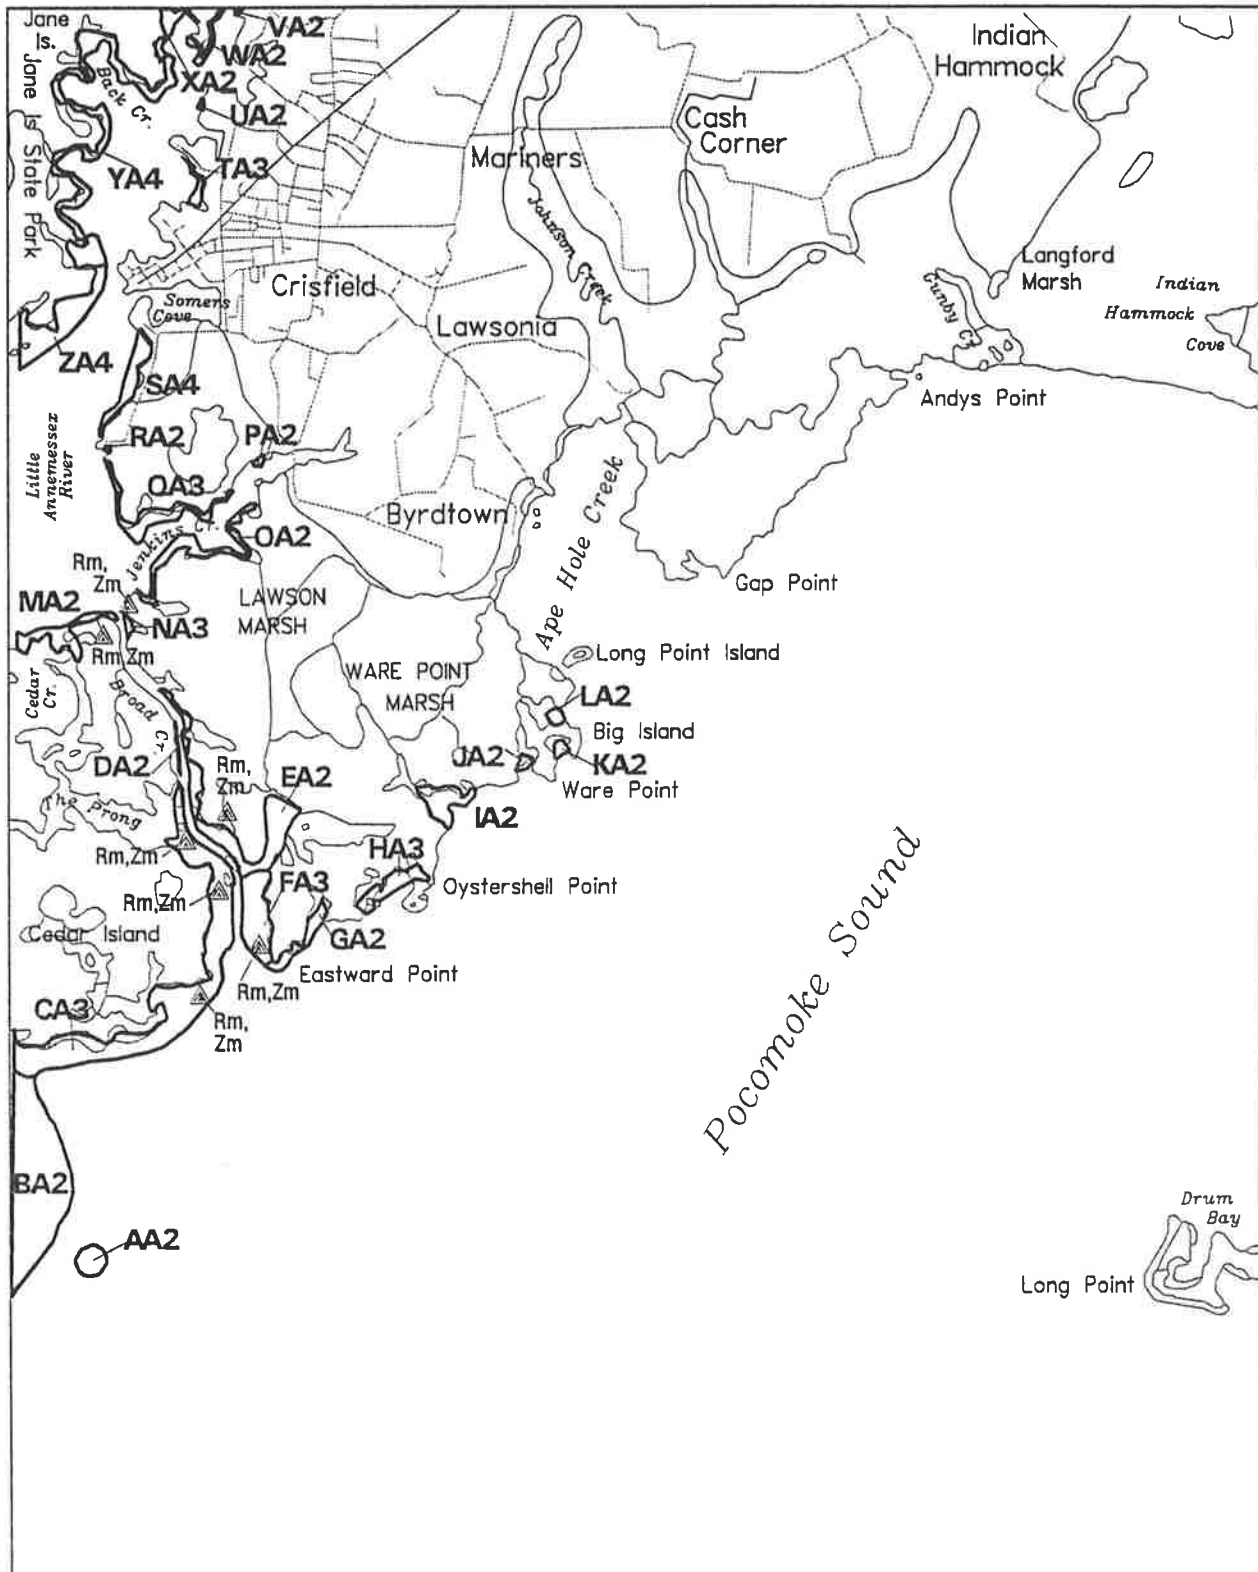 Jane
Is.
VA2
WA2
Indian
Hammock
Jane Is State Park
Back Cr.
XA2
UA2
Cash
Corner
YA4
TA3
Mariners
Johnson Creek
Langford
Marsh
Indian
Hammock
Cove
Crisfield
Somers
Cove
Lawsonia
ZA4
SA4
Andys Point
RA2
PA2
Little
Annemessex
River
QA3
Byrdtown
Jenkins Cr.
OA2
Ape Hole Creek
Gap Point
Rm,
Zm
MA2
NA3
LAWSON
MARSH
Rm Zm
Long Point Island
WARE POINT
MARSH
LA2
Cedar
Cr.
Broad Cr.
Big Island
JA2
KA2
DA2
Rm,
Zm
EA2
Ware Point
The Prong
IA2
Rm,Zm
HA3
Rm,Zm
FA3
Oystershell Point
Cedar Island
GA2
Eastward Point
Rm,Zm
CA3
Rm,
Zm
Pocomoke Sound
BA2
AA2
Drum
Bay
Long Point